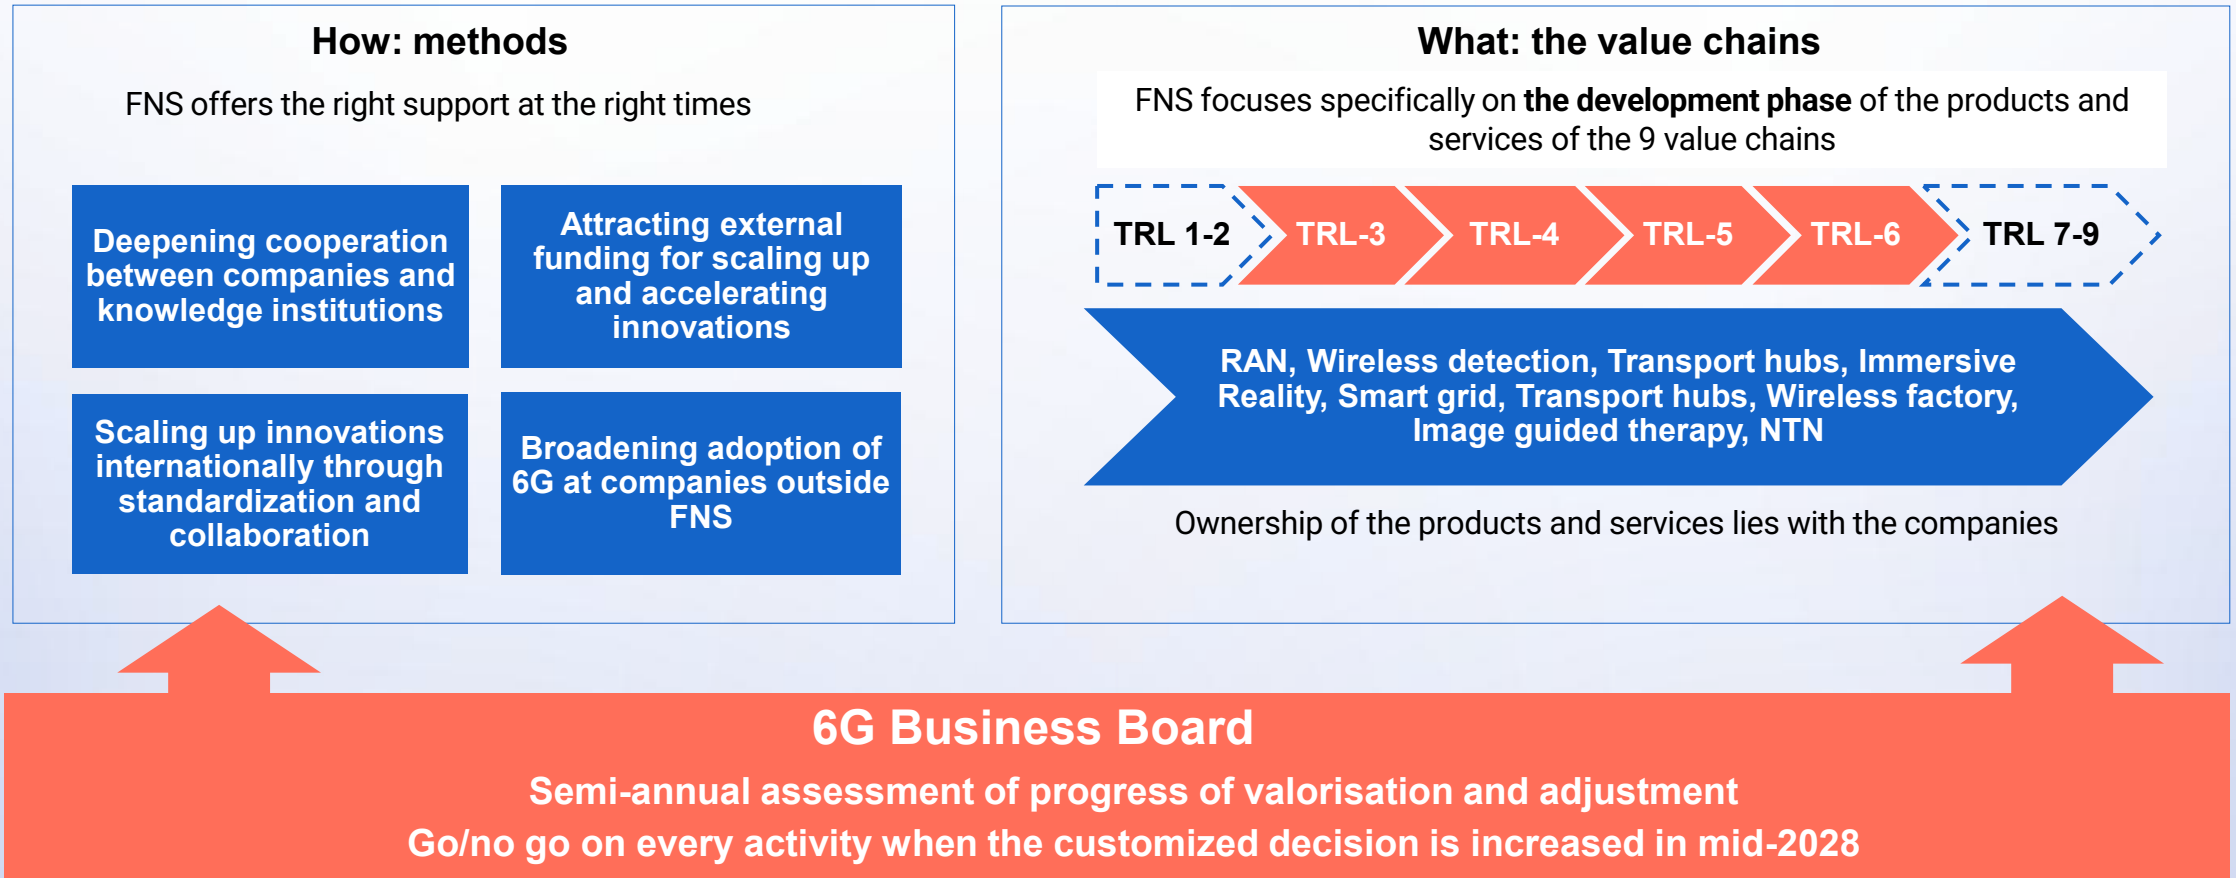 How: methods
FNS offers the right support at the right times
Deepening cooperation
between companies and
knowledge institutions
Attracting external
funding for scaling up
and accelerating
innovations
Scaling up innovations
internationally through
standardization and
collaboration
Broadening adoption of
6G at companies outside
FNS
What: the value chains
FNS focuses specifically on the development phase of the products and
services of the 9 value chains
TRL 1-2 TRL-3 TRL-4 TRL-5 TRL-6 TRL 7-9
RAN, Wireless detection, Transport hubs, Immersive
Reality, Smart grid, Transport hubs, Wireless factory,
Image guided therapy, NTN
Ownership of the products and services lies with the companies
6G Business Board
Semi-annual assessment of progress of valorisation and adjustment
Go/no go on every activity when the customized decision is increased in mid-2028